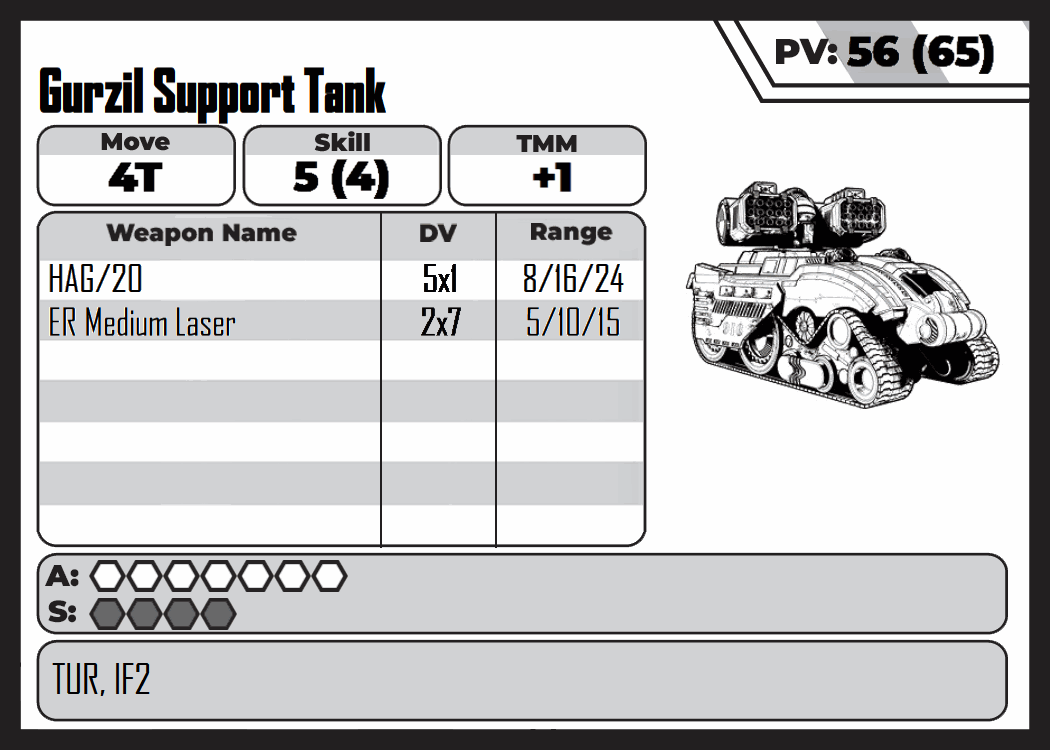 PV: 56 (65)
Gurzil Support Tank
Move Skill TMM
4T 5 (4) +1
Weapon Name DV Range
HAG/20 5x1 8/16/24
ER Medium Laser 2x7 5/10/15
A:
S:
TUR, IF2